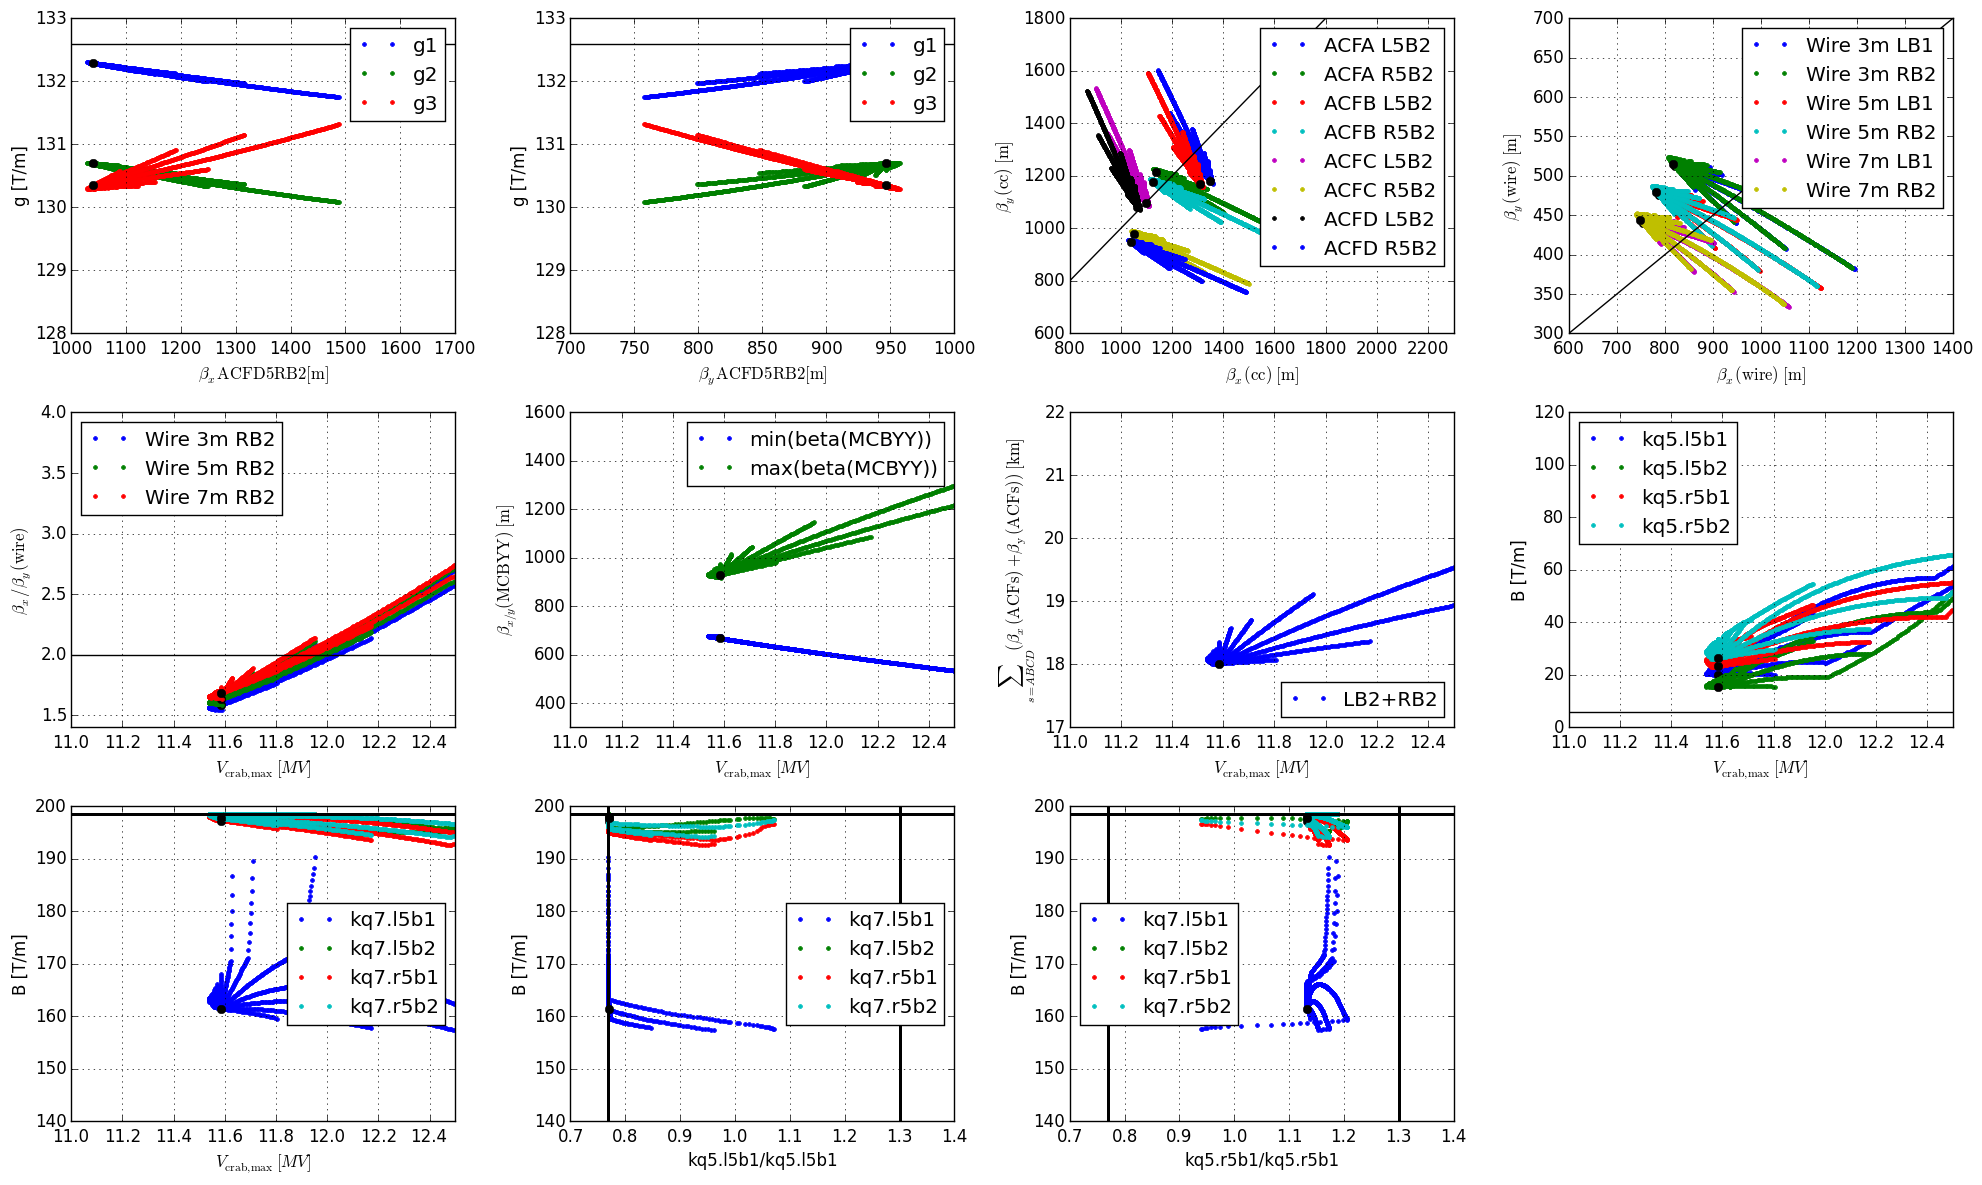 133
132
131
130
129
128
g [T/m]
1000 1100 1200 1300 1400 1500 1600 1700
β_x ACFD5RB2[m]
g1
g2
g3
133
132
131
130
129
128
g [T/m]
700 750 800 850 900 950 1000
β_y ACFD5RB2[m]
g1
g2
g3
1800
1600
1400
1200
1000
800
600
β_y(cc) [m]
800 1000 1200 1400 1600 1800 2000 2200
β_x(cc) [m]
ACFA L5B2
ACFA R5B2
ACFB L5B2
ACFB R5B2
ACFC L5B2
ACFC R5B2
ACFD L5B2
ACFD R5B2
700
650
600
550
500
450
400
350
300
β_y(wire) [m]
600 700 800 900 1000 1100 1200 1300 1400
β_x(wire) [m]
Wire 3m LB1
Wire 3m RB2
Wire 5m LB1
Wire 5m RB2
Wire 7m LB1
Wire 7m RB2
4.0
3.5
3.0
2.5
2.0
1.5
β_x/β_y(wire)
11.0 11.2 11.4 11.6 11.8 12.0 12.2 12.4
V_crab,max [MV]
Wire 3m RB2
Wire 5m RB2
Wire 7m RB2
1600
1400
1200
1000
800
600
400
β_x/y(MCBYY) [m]
11.0 11.2 11.4 11.6 11.8 12.0 12.2 12.4
V_crab,max [MV]
min(beta(MCBYY))
max(beta(MCBYY))
22
21
20
19
18
17
∑_s=ABCD (β_x(ACFs)+β_y(ACFs)) [km]
11.0 11.2 11.4 11.6 11.8 12.0 12.2 12.4
V_crab,max [MV]
LB2+RB2
120
100
80
60
40
20
0
B [T/m]
11.0 11.2 11.4 11.6 11.8 12.0 12.2 12.4
V_crab,max [MV]
kq5.l5b1
kq5.l5b2
kq5.r5b1
kq5.r5b2
200
190
180
170
160
150
140
B [T/m]
11.0 11.2 11.4 11.6 11.8 12.0 12.2 12.4
V_crab,max [MV]
kq7.l5b1
kq7.l5b2
kq7.r5b1
kq7.r5b2
200
190
180
170
160
150
140
B [T/m]
0.7 0.8 0.9 1.0 1.1 1.2 1.3 1.4
kq5.l5b1/kq5.l5b1
kq7.l5b1
kq7.l5b2
kq7.r5b1
kq7.r5b2
200
190
180
170
160
150
140
B [T/m]
0.7 0.8 0.9 1.0 1.1 1.2 1.3 1.4
kq5.r5b1/kq5.r5b1
kq7.l5b1
kq7.l5b2
kq7.r5b1
kq7.r5b2